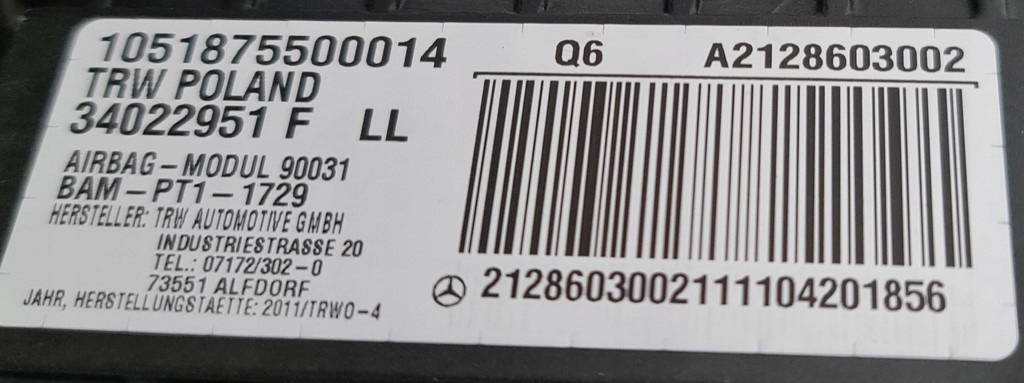 1051875500014
TRW POLAND
34022951 F LL
AIRBAG-MODUL 90031
BAM-PT1-1729
HERSTELLER: TRW AUTOMOTIVE GMBH
INDUSTRIESTRASSE 20
TEL.: 07172/302-0
73551 ALFDORF
JAHR, HERSTELLUNGSTAETTE: 2011/TRWO-4
Q6 A2128603002
2128603002111104201856